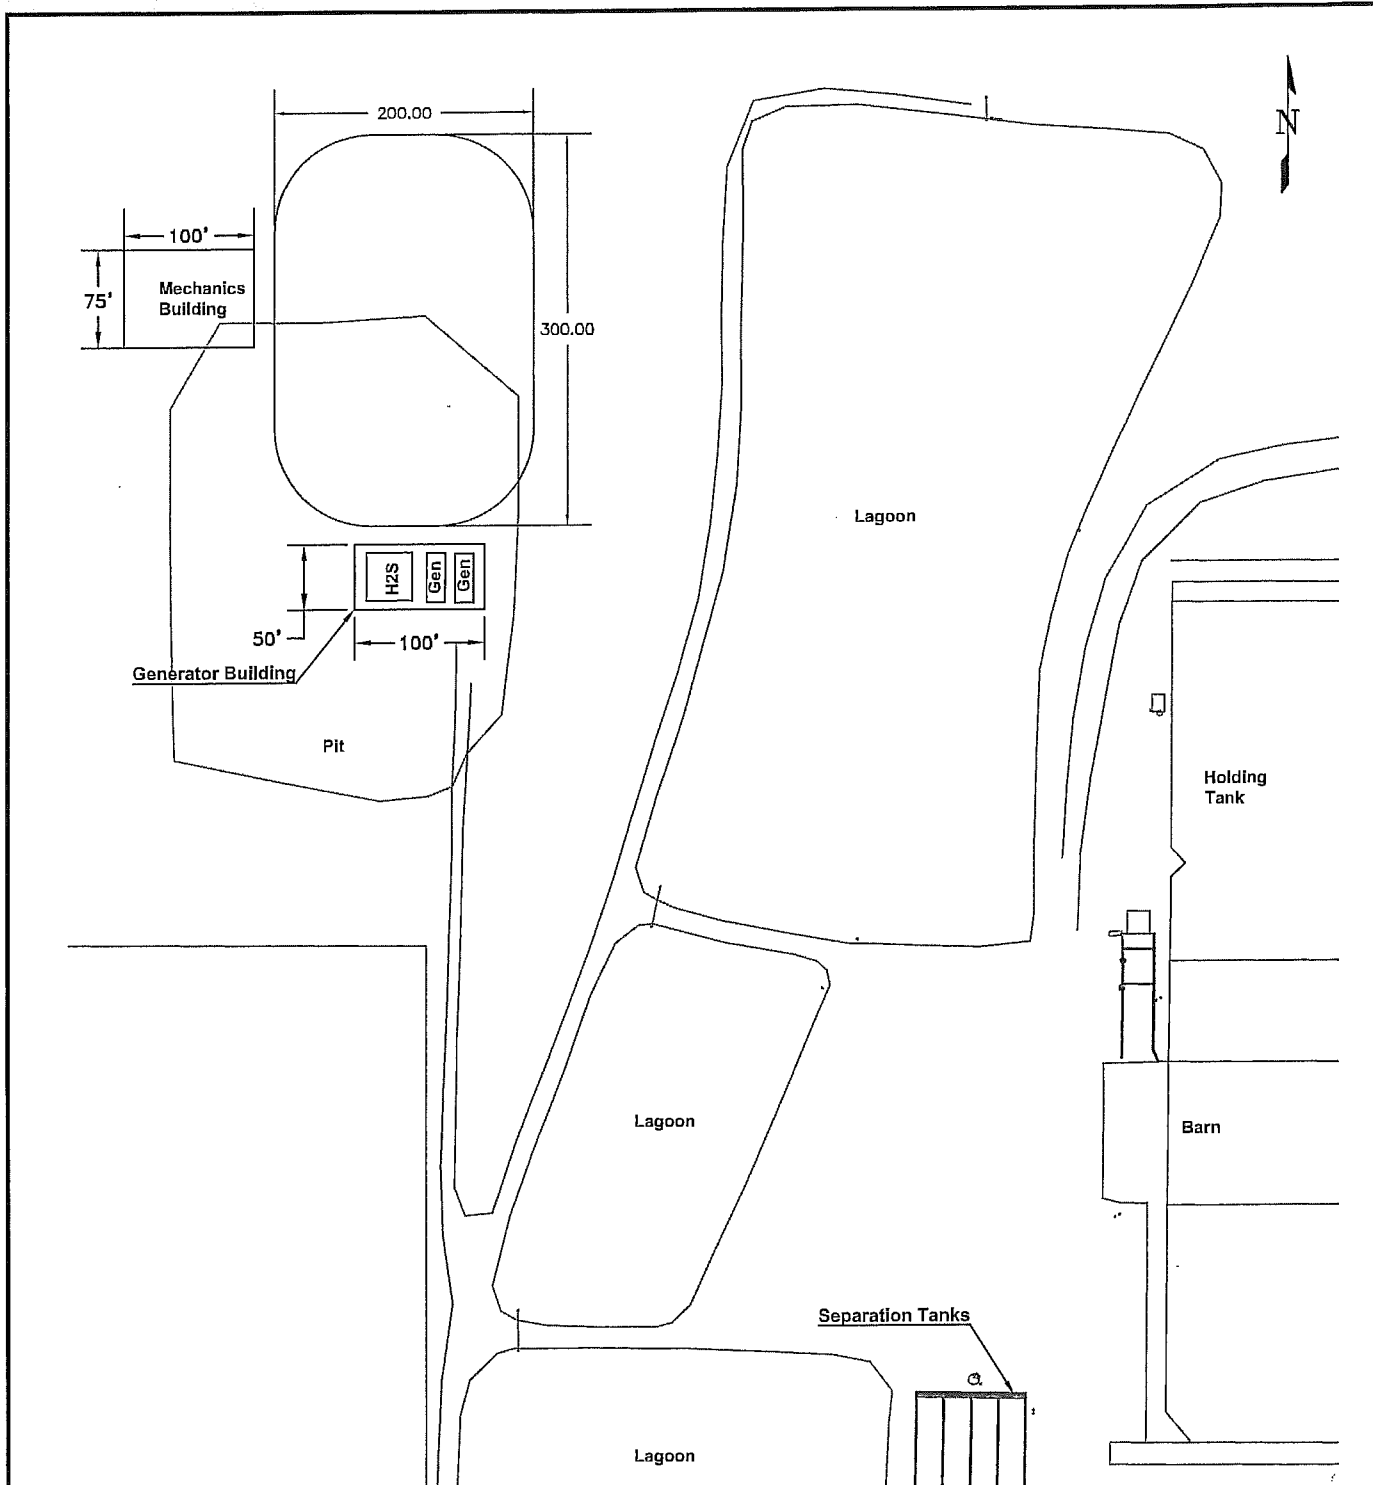 200.00
N
100'
Mechanics
Building
75'
300.00
Lagoon
H2S
Gen
Gen
50'
100'
Generator Building
Pit
Holding
Tank
Lagoon
Barn
Separation Tanks
Lagoon